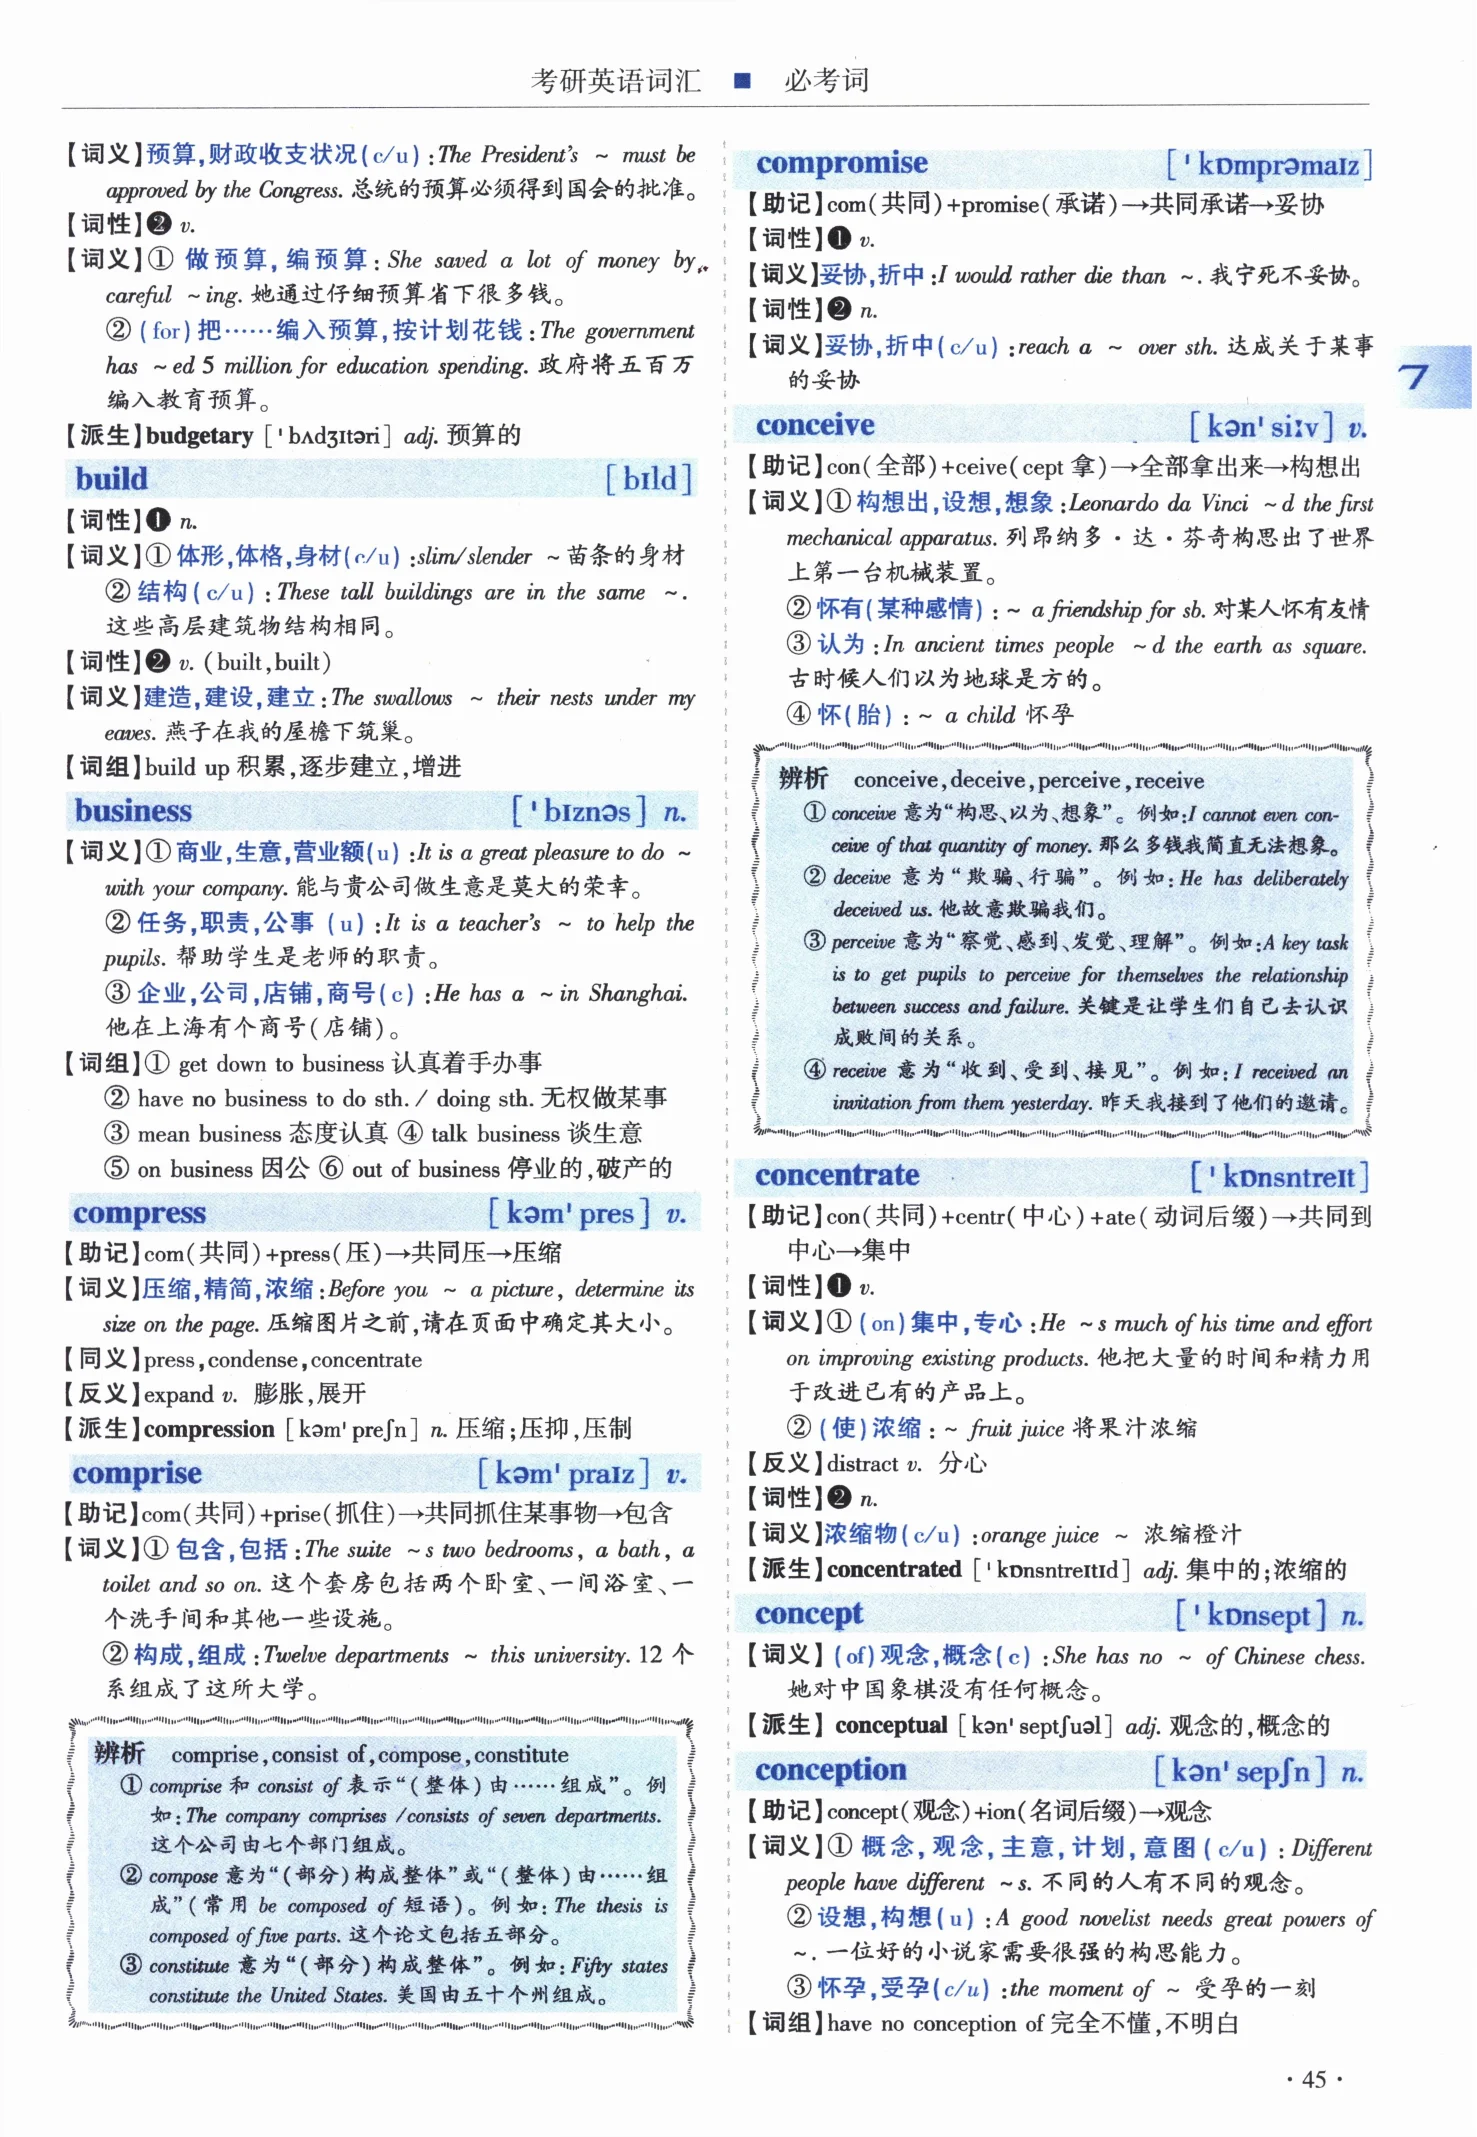 考研英语词汇 ■ 必考词
【词义】预算,财政收支状况(c/u):The President's ~ must be
approved by the Congress. 总统的预算必须得到国会的批准。
【词性】❷ v.
【词义】① 做预算,编预算:She saved a lot of money by
careful ~ing. 她通过仔细预算省下很多钱。
② (for)把……编入预算,按计划花钱:The government
has ~ed 5 million for education spending. 政府将五百万
编入教育预算。
【派生】budgetary [ˈbʌdʒɪtəri] adj. 预算的
build [bɪld]
【词性】❶ n.
【词义】①体形,体格,身材(c/u):slim/slender ~苗条的身材
②结构(c/u):These tall buildings are in the same ~.
这些高层建筑物结构相同。
【词性】❷ v. (built,built)
【词义】建造,建设,建立:The swallows ~ their nests under my
eaves. 燕子在我的屋檐下筑巢。
【词组】build up 积累,逐步建立,增进
business [ˈbɪznəs] n.
【词义】①商业,生意,营业额(u):It is a great pleasure to do ~
with your company. 能与贵公司做生意是莫大的荣幸。
②任务,职责,公事 (u):It is a teacher's ~ to help the
pupils. 帮助学生是老师的职责。
③企业,公司,店铺,商号(c):He has a ~in Shanghai.
他在上海有个商号(店铺)。
【词组】① get down to business 认真着手办事
② have no business to do sth. / doing sth. 无权做某事
③ mean business 态度认真 ④ talk business 谈生意
⑤ on business 因公 ⑥ out of business 停业的,破产的
compress [kəmˈpres] v.
【助记】com(共同)+press(压)→共同压→压缩
【词义】压缩,精简,浓缩:Before you ~ a picture, determine its
size on the page. 压缩图片之前,请在页面中确定其大小。
【同义】press,condense,concentrate
【反义】expand v. 膨胀,展开
【派生】compression [kəmˈpreʃn] n. 压缩;压抑,压制
comprise [kəmˈpraɪz] v.
【助记】com(共同)+prise(抓住)→共同抓住某事物→包含
【词义】①包含,包括:The suite ~s two bedrooms, a bath, a
toilet and so on. 这个套房包括两个卧室、一间浴室、一
个洗手间和其他一些设施。
②构成,组成:Twelve departments ~ this university. 12 个
系组成了这所大学。
辨析 comprise,consist of,compose,constitute
① comprise 和 consist of 表示“(整体)由……组成”。例
如:The company comprises /consists of seven departments.
这个公司由七个部门组成。
② compose 意为“(部分)构成整体”或“(整体)由……组
成”(常用 be composed of 短语)。例如:The thesis is
composed of five parts. 这个论文包括五部分。
③ constitute 意为“(部分)构成整体”。例如:Fifty states
constitute the United States. 美国由五十个州组成。
compromise [ˈkɒmprəmaɪz]
【助记】com(共同)+promise(承诺)→共同承诺→妥协
【词性】❶ v.
【词义】妥协,折中:I would rather die than ~. 我宁死不妥协。
【词性】❷ n.
【词义】妥协,折中(c/u):reach a ~ over sth. 达成关于某事
的妥协
7
conceive [kənˈsiːv] v.
【助记】con(全部)+ceive(cept 拿)→全部拿出来→构想出
【词义】①构想出,设想,想象:Leonardo da Vinci ~d the first
mechanical apparatus. 列昂纳多·达·芬奇构思出了世界
上第一台机械装置。
②怀有(某种感情):~ a friendship for sb. 对某人怀有友情
③认为:In ancient times people ~d the earth as square.
古时候人们以为地球是方的。
④怀(胎):~ a child 怀孕
辨析 conceive,deceive,perceive,receive
① conceive 意为“构思、以为、想象”。例如:I cannot even con-
ceive of that quantity of money. 那么多钱我简直无法想象。
② deceive 意为“欺骗、行骗”。例如:He has deliberately
deceived us. 他故意欺骗我们。
③ perceive 意为“察觉、感到、发觉、理解”。例如:A key task
is to get pupils to perceive for themselves the relationship
between success and failure. 关键是让学生们自己去认识
成败间的关系。
④ receive 意为“收到、受到、接见”。例如:I received an
invitation from them yesterday. 昨天我接到了他们的邀请。
concentrate [ˈkɒnsntreɪt]
【助记】con(共同)+centr(中心)+ate(动词后缀)→共同到
中心→集中
【词性】❶ v.
【词义】①(on)集中,专心:He ~s much of his time and effort
on improving existing products. 他把大量的时间和精力用
于改进已有的产品上。
②(使)浓缩:~ fruit juice 将果汁浓缩
【反义】distract v. 分心
【词性】❷ n.
【词义】浓缩物(c/u):orange juice ~ 浓缩橙汁
【派生】concentrated [ˈkɒnsntreɪtɪd] adj. 集中的;浓缩的
concept [ˈkɒnsept] n.
【词义】(of)观念,概念(c):She has no ~ of Chinese chess.
她对中国象棋没有任何概念。
【派生】conceptual [kənˈseptʃuəl] adj. 观念的,概念的
conception [kənˈsepʃn] n.
【助记】concept(观念)+ion(名词后缀)→观念
【词义】① 概念,观念,主意,计划,意图(c/u):Different
people have different ~s. 不同的人有不同的观念。
②设想,构想(u):A good novelist needs great powers of
~. 一位好的小说家需要很强的构思能力。
③怀孕,受孕(c/u):the moment of ~ 受孕的一刻
【词组】have no conception of 完全不懂,不明白
·45·